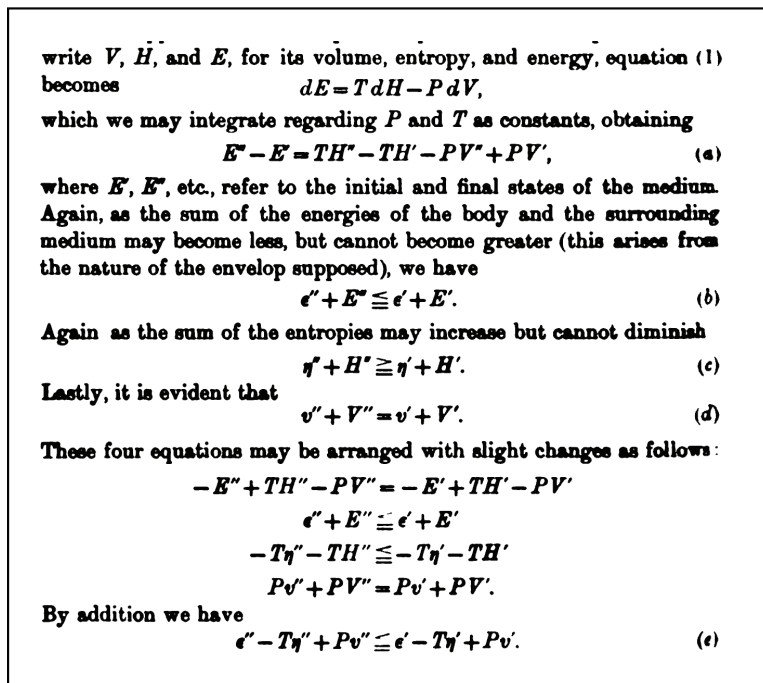 write V, H, and E, for its volume, entropy, and energy, equation (1)
becomes dE = T dH − P dV,
which we may integrate regarding P and T as constants, obtaining
E″ − E′ = TH″ − TH′ − PV″ + PV′, (a)
where E′, E″, etc., refer to the initial and final states of the medium.
Again, as the sum of the energies of the body and the surrounding
medium may become less, but cannot become greater (this arises from
the nature of the envelop supposed), we have
ϵ″ + E″ ≦ ϵ′ + E′. (b)
Again as the sum of the entropies may increase but cannot diminish
η″ + H″ ≧ η′ + H′. (c)
Lastly, it is evident that
v″ + V″ = v′ + V′. (d)
These four equations may be arranged with slight changes as follows:
−E″ + TH″ − PV″ = −E′ + TH′ − PV′
ϵ″ + E″ ≦ ϵ′ + E′
−Tη″ − TH″ ≦ −Tη′ − TH′
Pv″ + PV″ = Pv′ + PV′.
By addition we have
ϵ″ − Tη″ + Pv″ ≦ ϵ′ − Tη′ + Pv′. (e)